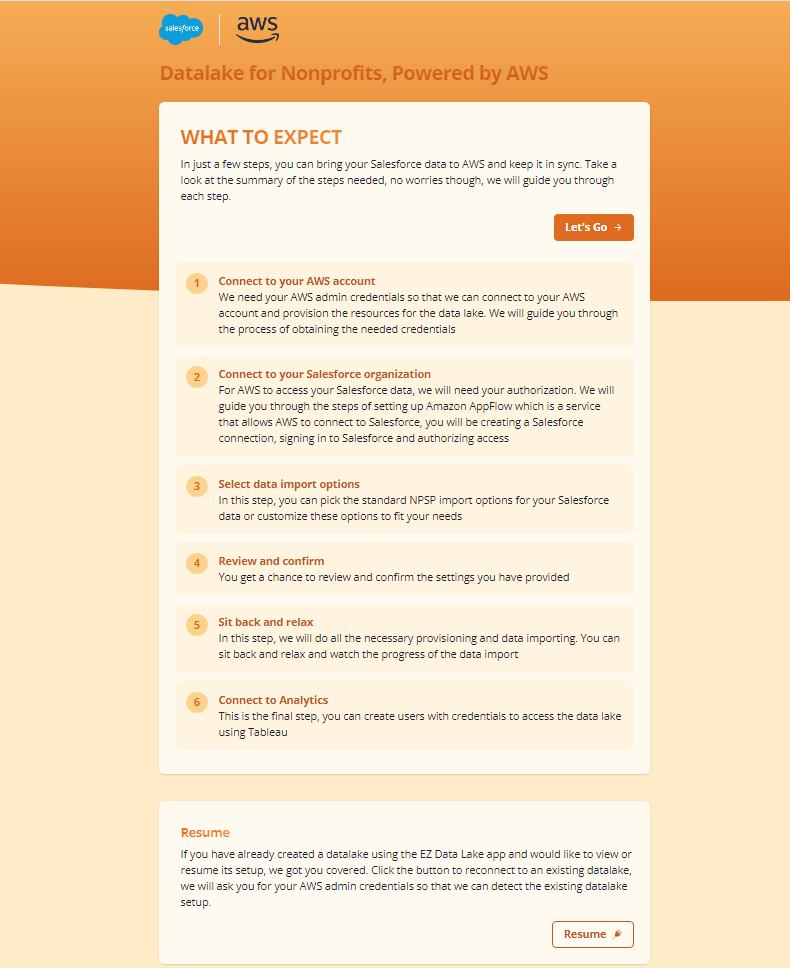 salesforce
aws
Datalake for Nonprofits, Powered by AWS
WHAT TO EXPECT
In just a few steps, you can bring your Salesforce data to AWS and keep it in sync. Take a
look at the summary of the steps needed, no worries though, we will guide you through
each step.
Let's Go →
1
Connect to your AWS account
We need your AWS admin credentials so that we can connect to your AWS
account and provision the resources for the data lake. We will guide you through
the process of obtaining the needed credentials
2
Connect to your Salesforce organization
For AWS to access your Salesforce data, we will need your authorization. We will
guide you through the steps of setting up Amazon AppFlow which is a service
that allows AWS to connect to Salesforce, you will be creating a Salesforce
connection, signing in to Salesforce and authorizing access
3
Select data import options
In this step, you can pick the standard NPSP import options for your Salesforce
data or customize these options to fit your needs
4
Review and confirm
You get a chance to review and confirm the settings you have provided
5
Sit back and relax
In this step, we will do all the necessary provisioning and data importing. You can
sit back and relax and watch the progress of the data import
6
Connect to Analytics
This is the final step, you can create users with credentials to access the data lake
using Tableau
Resume
If you have already created a datalake using the EZ Data Lake app and would like to view or
resume its setup, we got you covered. Click the button to reconnect to an existing datalake,
we will ask you for your AWS admin credentials so that we can detect the existing datalake
setup.
Resume